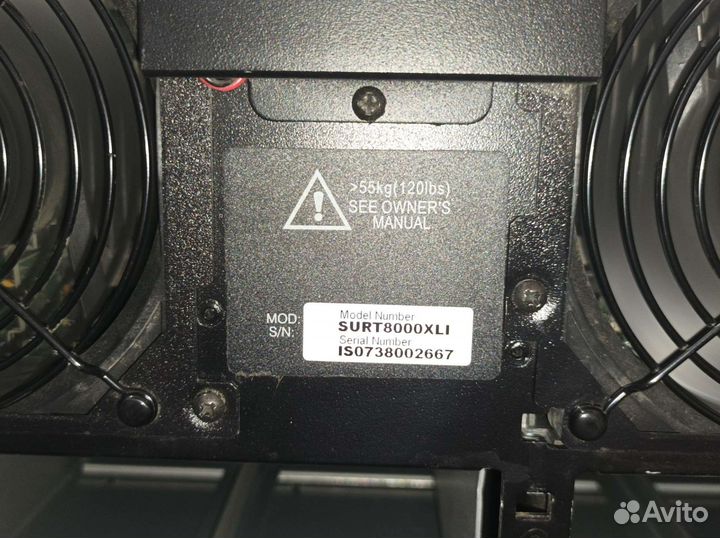 >55kg(120lbs)
SEE OWNER'S
MANUAL
MOD:
Model Number
SURT8000XLI
S/N:
Serial Number
IS0738002667
Avito